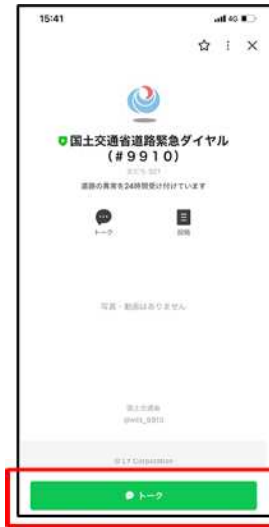 15:41
4G
国土交通省道路緊急ダイヤル
(#9910)
道路の異常を24時間受け付けています
トーク
投稿
写真・動画はありません
国土交通省
© LY Corporation
トーク